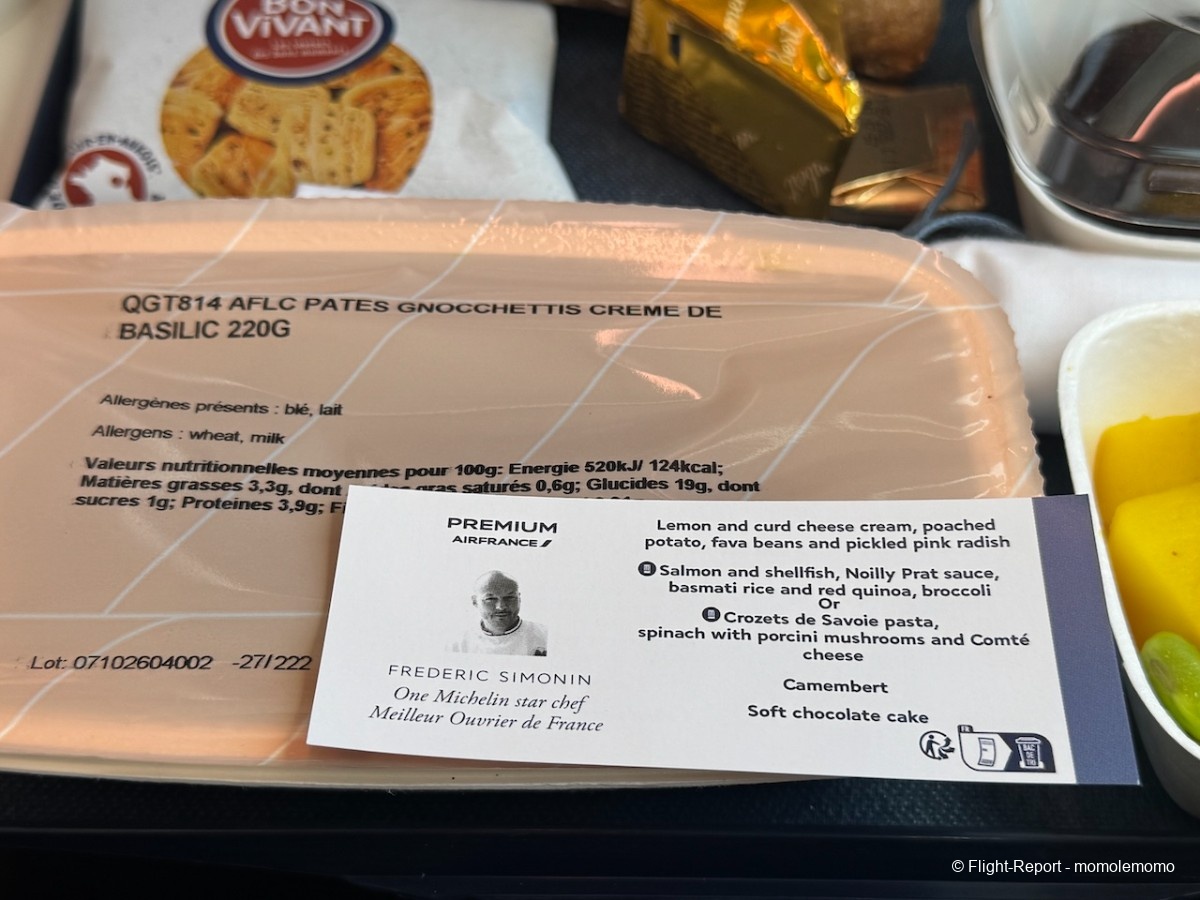 BON
VIVANT
QGT814 AFLC PATES GNOCCHETTIS CREME DE
BASILIC 220G
Allergènes présents : blé, lait
Allergens : wheat, milk
Valeurs nutritionnelles moyennes pour 100g: Energie 520kJ/ 124kcal;
Matières grasses 3,3g, dont gras saturés 0,6g; Glucides 19g, dont
sucres 1g; Proteines 3,9g;
Lot: 07102604002 -27/222
PREMIUM
AIRFRANCE
FREDERIC SIMONIN
One Michelin star chef
Meilleur Ouvrier de France
Lemon and curd cheese cream, poached
potato, fava beans and pickled pink radish
Salmon and shellfish, Noilly Prat sauce,
basmati rice and red quinoa, broccoli
Or
Crozets de Savoie pasta,
spinach with porcini mushrooms and Comté
cheese
Camembert
Soft chocolate cake
FR
BAC
DE
TRI
© Flight-Report - momolemomo